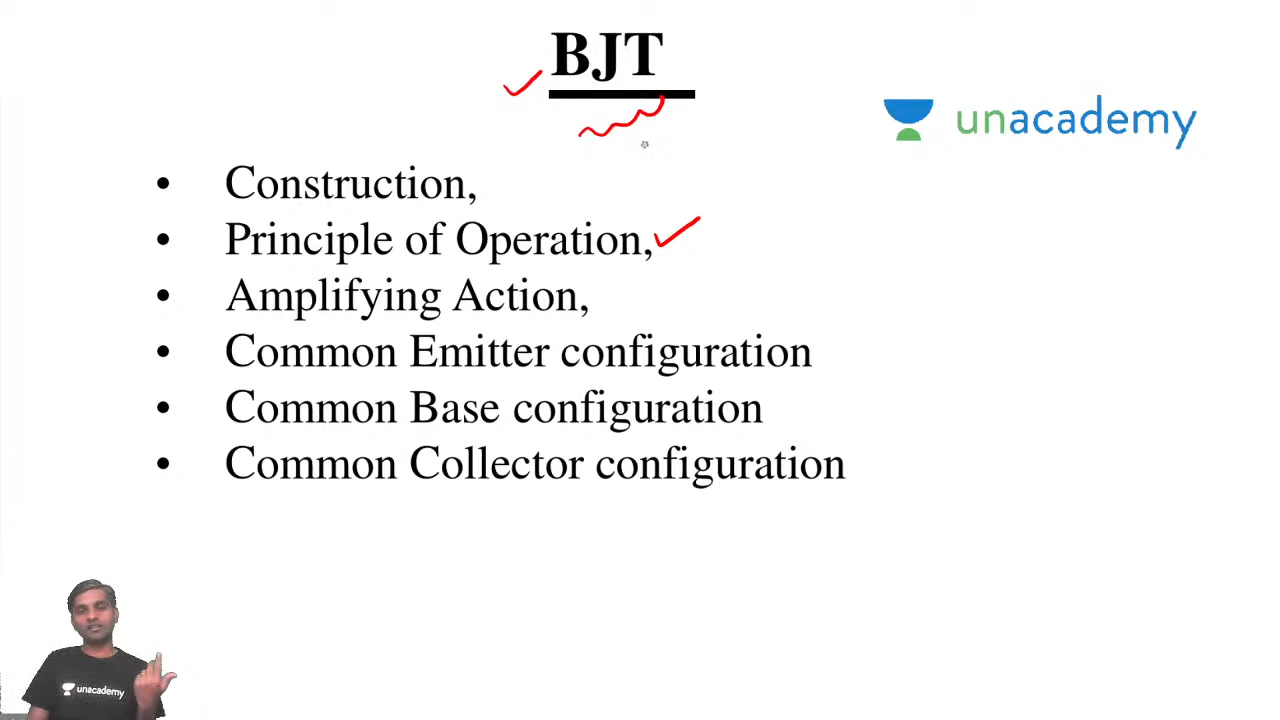 BJT
unacademy
• Construction,
• Principle of Operation,
• Amplifying Action,
• Common Emitter configuration
• Common Base configuration
• Common Collector configuration
unacademy